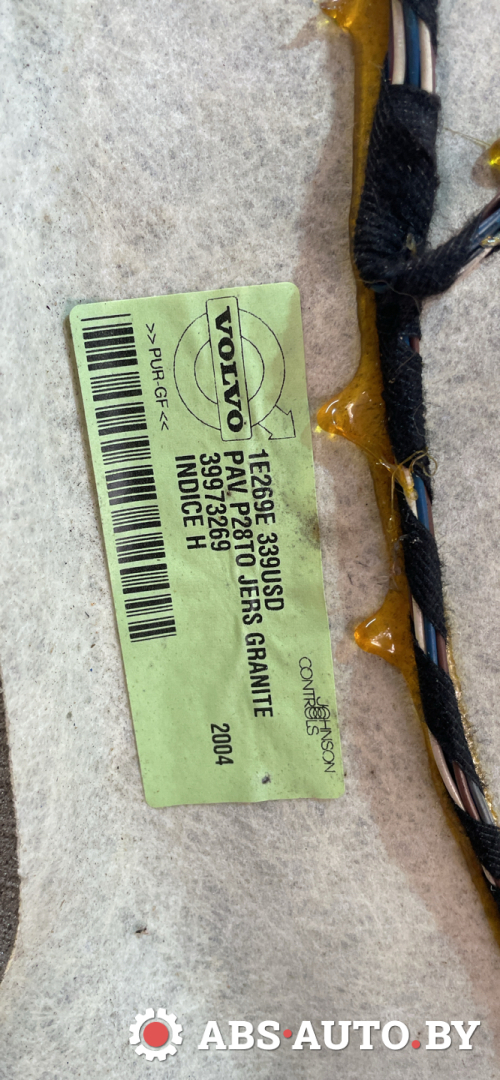 VOLVO
>> PUR-GF <<
1E269E 339USD
PAV. P28TO JERS GRANITE
39973269
INDICE H
2004
JOHNSON
CONTROLS
ABS·AUTO.BY